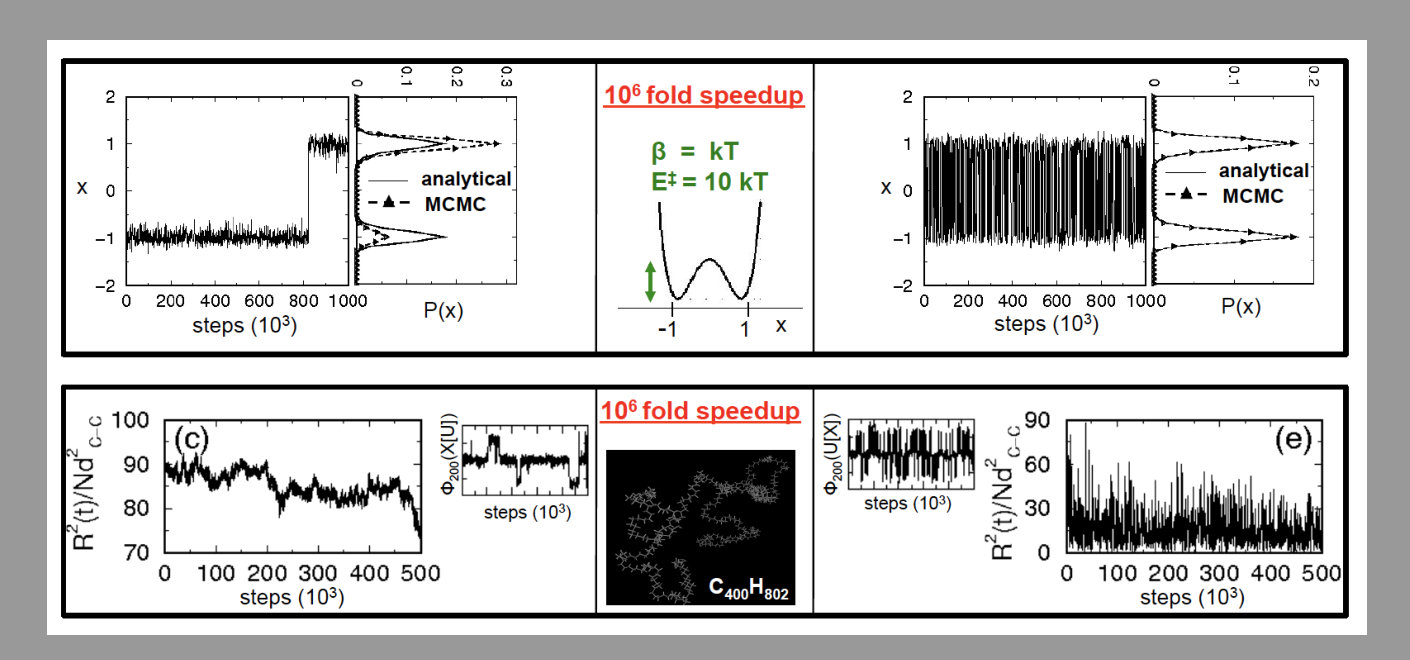 0 0.1 0.2 0.3
2
1
x 0
−1
−2
0 200 400 600 800 1000
steps (10³)
analytical
MCMC
P(x)
10⁶ fold speedup
β = kT
E‡ = 10 kT
-1 1 x
0 0.1 0.2
2
1
x 0
−1
−2
0 200 400 600 800 1000
steps (10³)
analytical
MCMC
P(x)
R²(t)/Nd²C−C
100
90
80
70
(c)
0 100 200 300 400 500
steps (10³)
Φ₂₀₀(X[U])
steps (10³)
10⁶ fold speedup
C₄₀₀H₈₀₂
Φ₂₀₀(U[X])
steps (10³)
R²(t)/Nd²C−C
90
60
30
0
(e)
0 100 200 300 400 500
steps (10³)